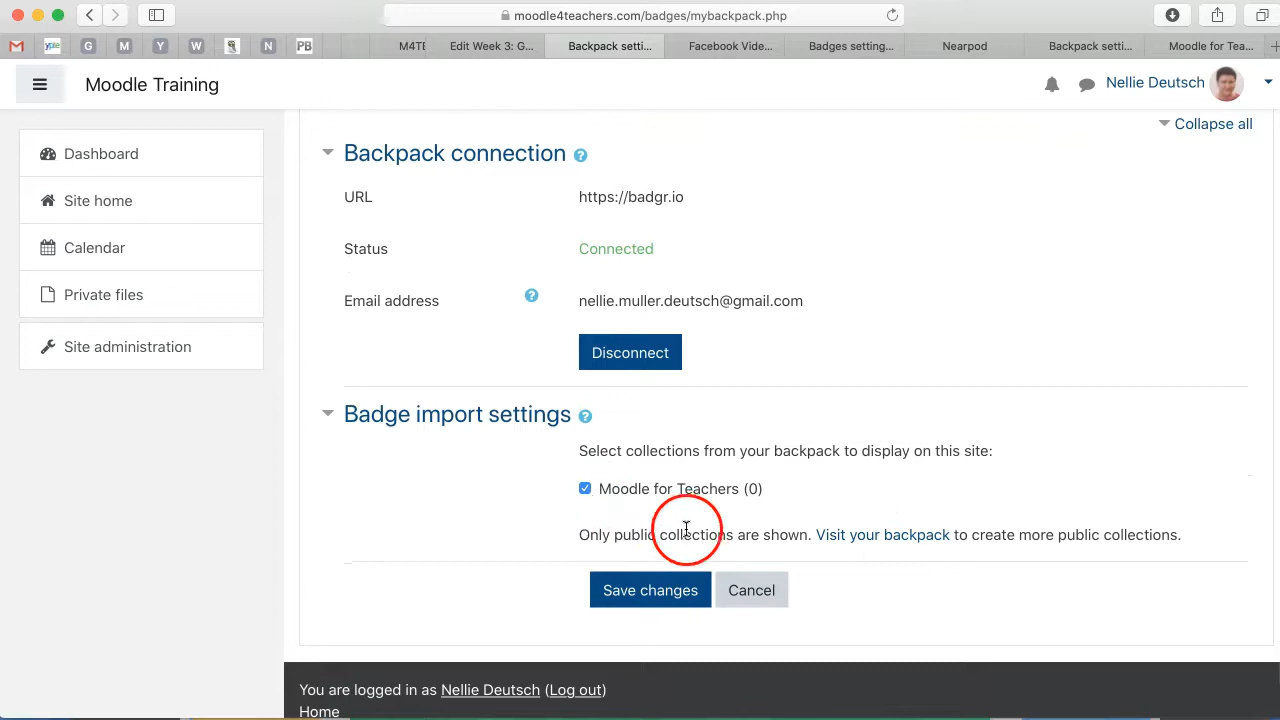 moodle4teachers.com/badges/mybackpack.php
yple G M Y W N PB M4TE Edit Week 3: G... Backpack setti... Facebook Vide... Badges setting... Nearpod Backpack setti... Moodle for Tea...
Moodle Training Nellie Deutsch
Collapse all
Dashboard
Site home
Calendar
Private files
Site administration
Backpack connection ?
URL https://badgr.io
Status Connected
Email address ? nellie.muller.deutsch@gmail.com
Disconnect
Badge import settings ?
Select collections from your backpack to display on this site:
Moodle for Teachers (0)
Only public collections are shown. Visit your backpack to create more public collections.
Save changes Cancel
You are logged in as Nellie Deutsch (Log out)
Home